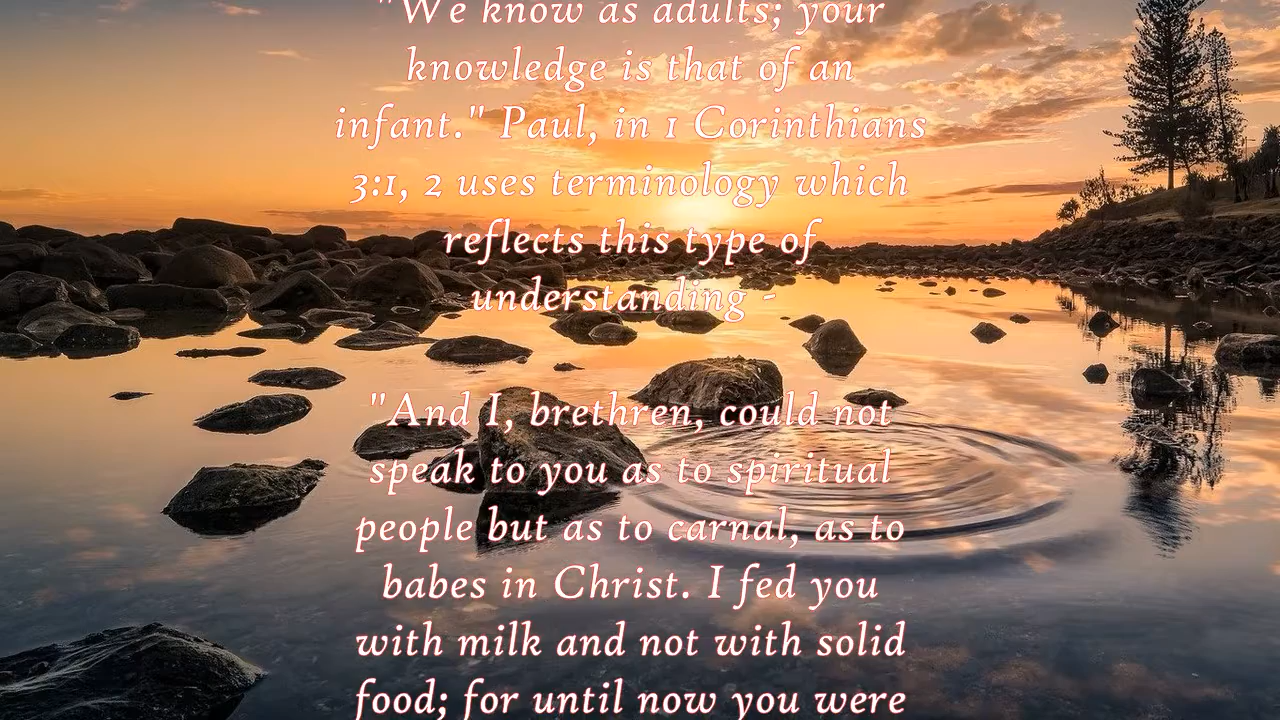 "We know as adults; your
knowledge is that of an
infant." Paul, in 1 Corinthians
3:1, 2 uses terminology which
reflects this type of
understanding -
"And I, brethren, could not
speak to you as to spiritual
people but as to carnal, as to
babes in Christ. I fed you
with milk and not with solid
food; for until now you were